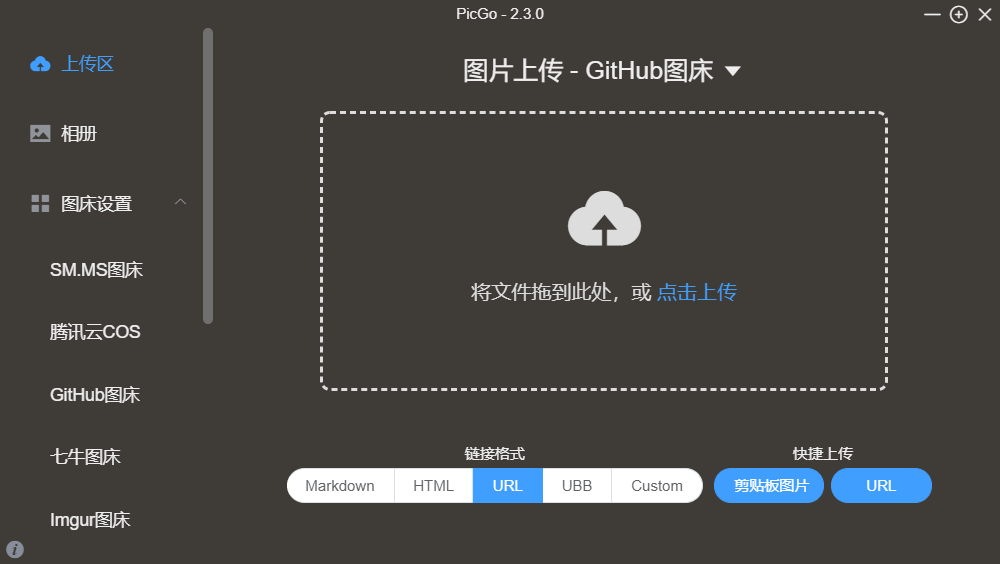 PicGo - 2.3.0
上传区
相册
图床设置
SM.MS图床
腾讯云COS
GitHub图床
七牛图床
Imgur图床
图片上传 - GitHub图床
将文件拖到此处，或 点击上传
链接格式
Markdown HTML URL UBB Custom
快捷上传
剪贴板图片 URL